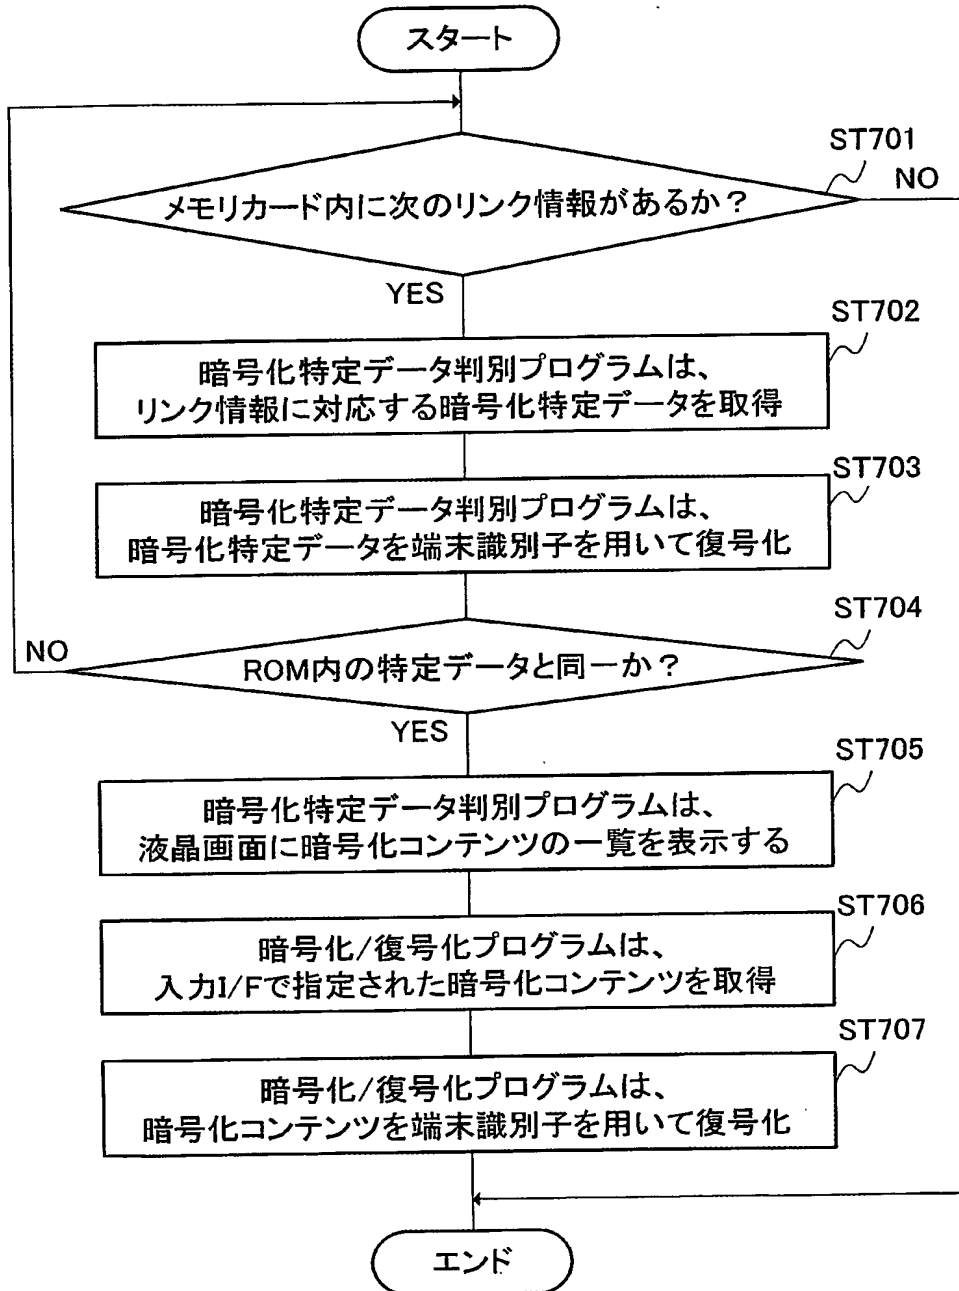 スタート
ST701
メモリカード内に次のリンク情報があるか?
NO
YES
ST702
暗号化特定データ判別プログラムは、
リンク情報に対応する暗号化特定データを取得
ST703
暗号化特定データ判別プログラムは、
暗号化特定データを端末識別子を用いて復号化
ST704
NO
ROM内の特定データと同一か?
YES
ST705
暗号化特定データ判別プログラムは、
液晶画面に暗号化コンテンツの一覧を表示する
ST706
暗号化/復号化プログラムは、
入力I/Fで指定された暗号化コンテンツを取得
ST707
暗号化/復号化プログラムは、
暗号化コンテンツを端末識別子を用いて復号化
エンド